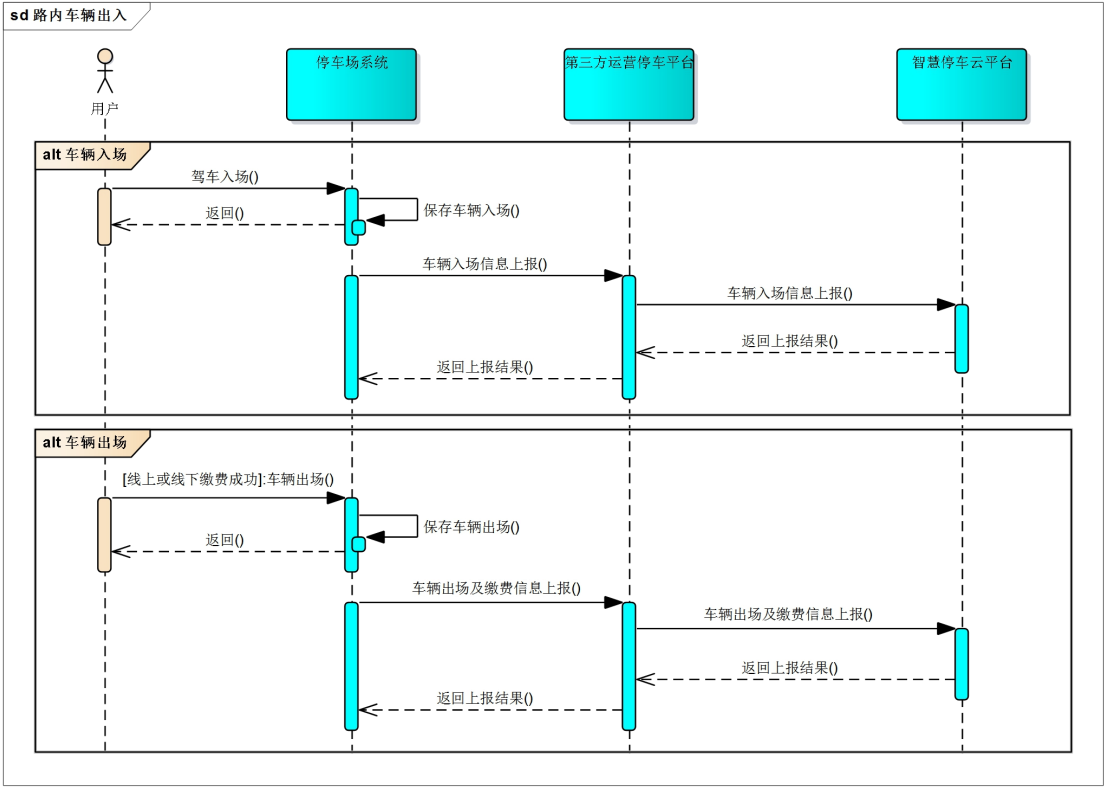 sd 路内车辆出入
停车场系统
第三方运营停车平台
智慧停车云平台
用户
alt 车辆入场
驾车入场()
保存车辆入场()
返回()
车辆入场信息上报()
车辆入场信息上报()
返回上报结果()
返回上报结果()
alt 车辆出场
[线上或线下缴费成功]:车辆出场()
保存车辆出场()
返回()
车辆出场及缴费信息上报()
车辆出场及缴费信息上报()
返回上报结果()
返回上报结果()